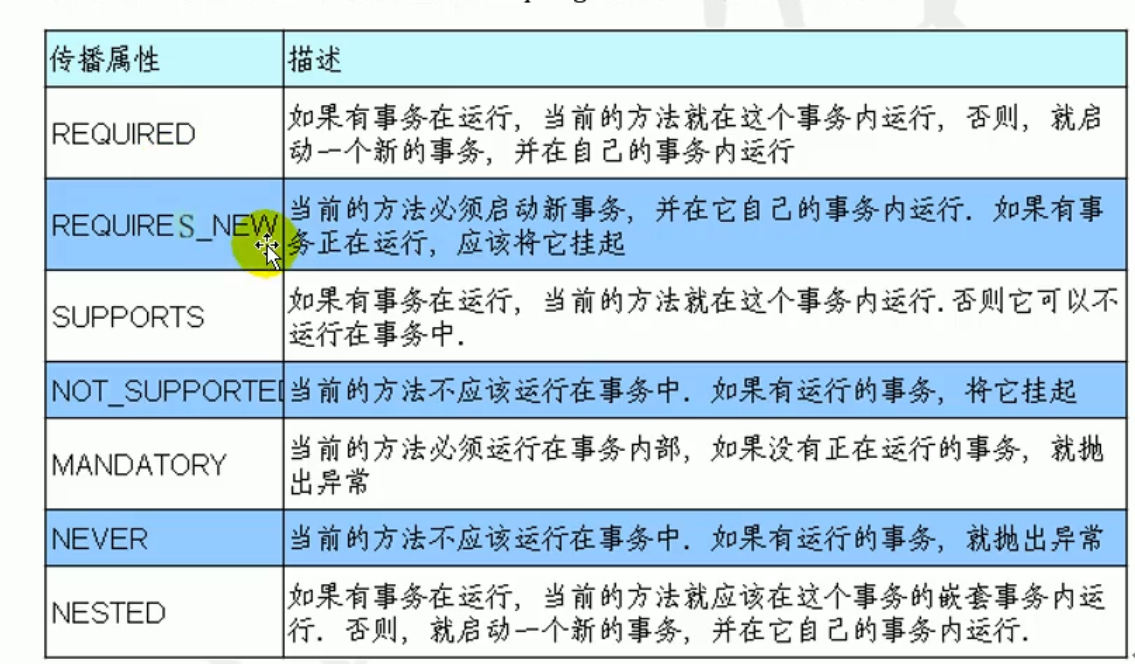 传播属性
描述
REQUIRED
如果有事务在运行，当前的方法就在这个事务内运行，否则，就启
动一个新的事务，并在自己的事务内运行
REQUIRES_NEW
当前的方法必须启动新事务，并在它自己的事务内运行. 如果有事
务正在运行，应该将它挂起
SUPPORTS
如果有事务在运行，当前的方法就在这个事务内运行.否则它可以不
运行在事务中.
NOT_SUPPORTED
当前的方法不应该运行在事务中. 如果有运行的事务，将它挂起
MANDATORY
当前的方法必须运行在事务内部，如果没有正在运行的事务，就抛
出异常
NEVER
当前的方法不应该运行在事务中. 如果有运行的事务，就抛出异常
NESTED
如果有事务在运行，当前的方法就应该在这个事务的嵌套事务内运
行. 否则，就启动一个新的事务，并在它自己的事务内运行.